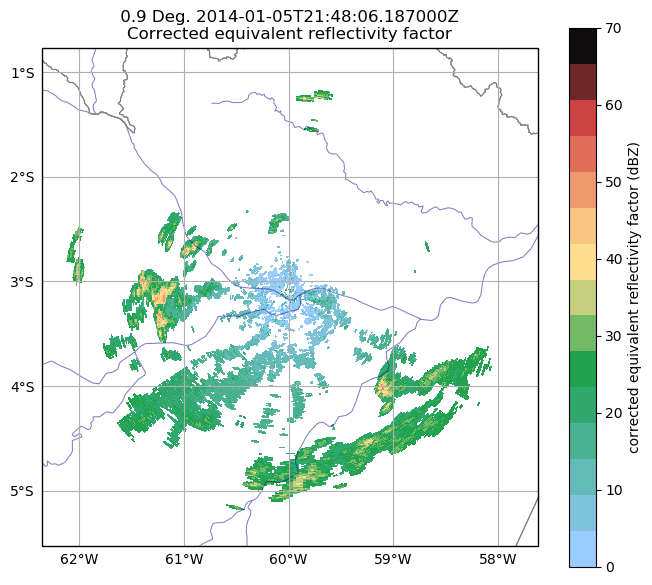 0.9 Deg. 2014-01-05T21:48:06.187000Z
Corrected equivalent reflectivity factor
1°S
2°S
3°S
4°S
5°S
62°W 61°W 60°W 59°W 58°W
70
60
50
40
30
20
10
0
corrected equivalent reflectivity factor (dBZ)